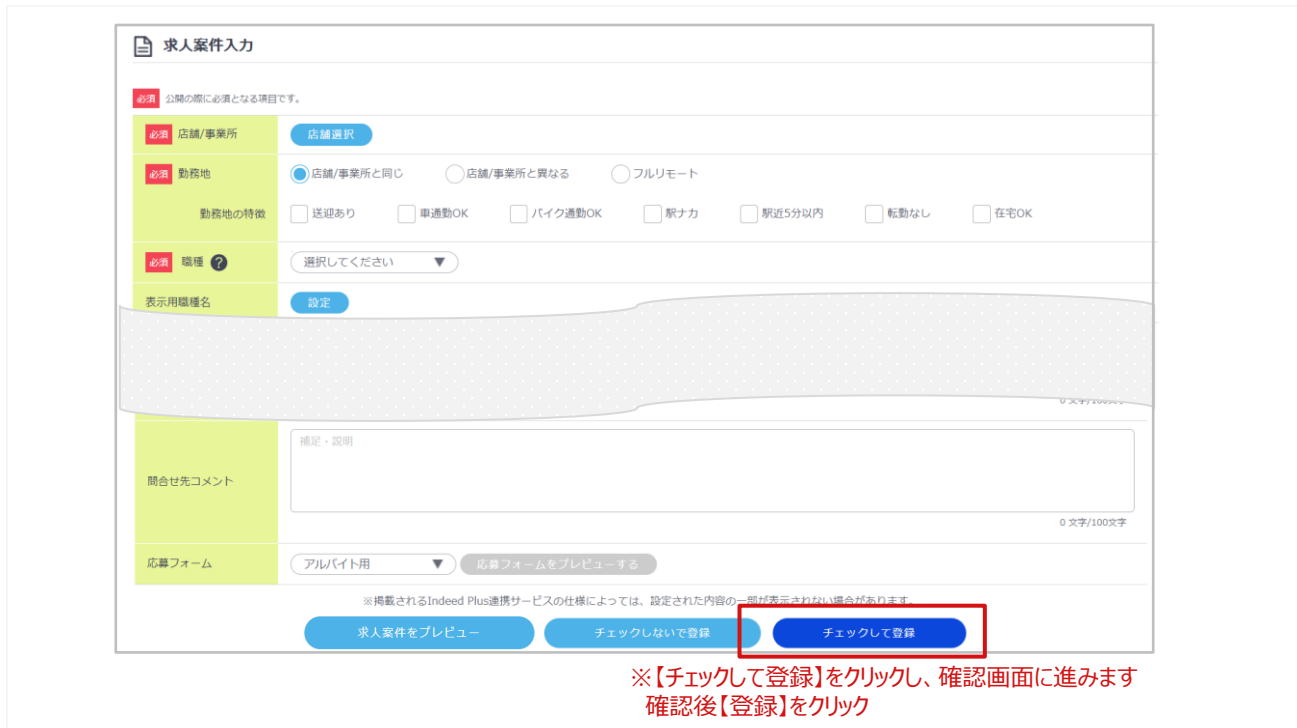 求人案件入力
必須 公開の際に必須となる項目です。
必須 店舗/事業所 店舗選択
必須 勤務地 店舗/事業所と同じ 店舗/事業所と異なる フルリモート
勤務地の特徴 送迎あり 車通勤OK バイク通勤OK 駅ナカ 駅近5分以内 転勤なし 在宅OK
必須 職種 ? 選択してください ▼
表示用職種名 設定
0 文字/100文字
補足・説明
問合せ先コメント
0 文字/100文字
応募フォーム アルバイト用 ▼ 応募フォームをプレビューする
※掲載されるIndeed Plus連携サービスの仕様によっては、設定された内容の一部が表示されない場合があります。
求人案件をプレビュー チェックしないで登録 チェックして登録
※【チェックして登録】をクリックし、確認画面に進みます
確認後【登録】をクリック